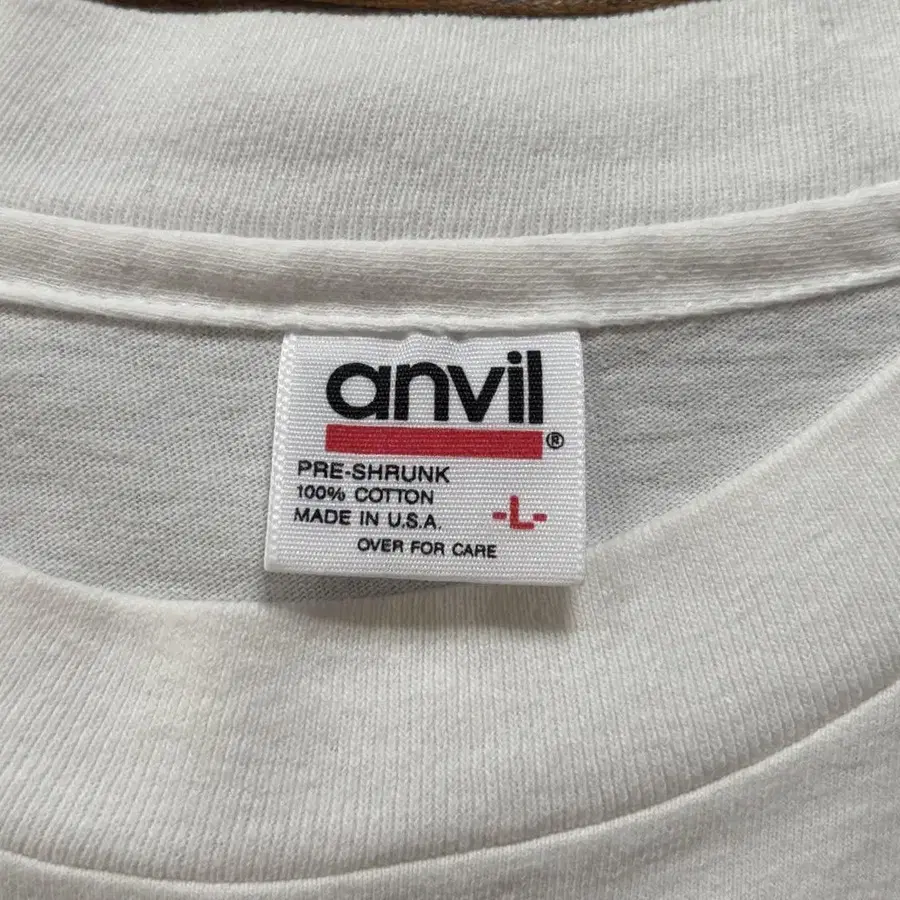 anvil®
PRE-SHRUNK
100% COTTON
MADE IN U.S.A. -L-
OVER FOR CARE